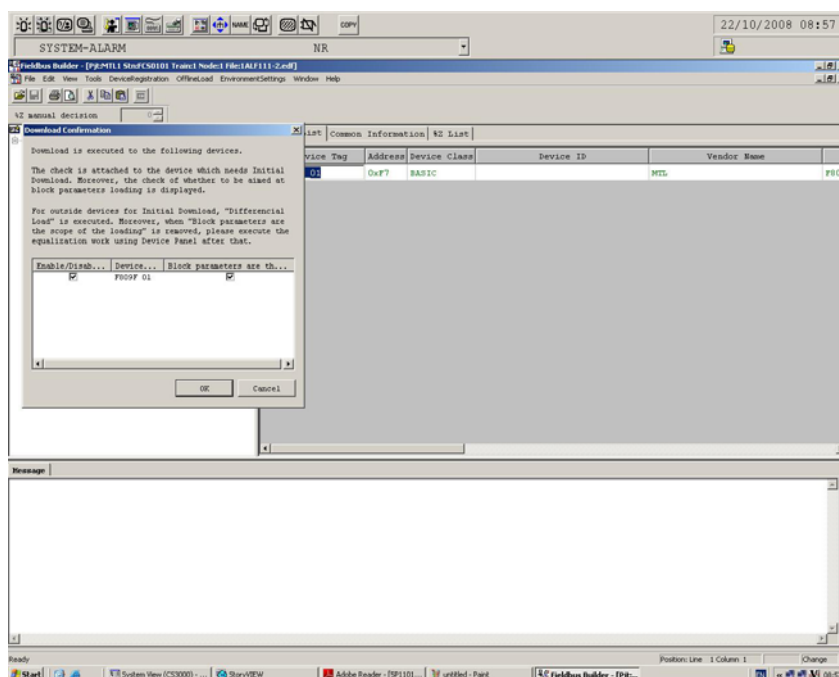 NAME
COPY
22/10/2008 08:57
SYSTEM-ALARM
NR
Fieldbus Builder - [Pjt:MTL1 Stn:FCS0101 Train:1 Node:1 File:1ALF111-2.edf]
File Edit View Tools DeviceRegistration OfflineLoad EnvironmentSettings Window Help
%Z manual decision 0
Download Confirmation
ist Common Information %Z List
vice Tag Address Device Class Device ID Vendor Name
01 0xF7 BASIC MTL F80
Download is executed to the following devices.
The check is attached to the device which needs Initial
Download. Moreover, the check of whether to be aimed at
block parameters loading is displayed.
For outside devices for Initial Download, "Differencial
Load" is executed. Moreover, when "Block parameters are
the scope of the loading" is removed, please execute the
equalization work using Device Panel after that.
Enable/Disab... Device... Block parameters are th...
F809F 01
OK Cancel
Message
Ready
Position: Line 1 Column 1
Change
Start
System View (CS3000) - ...
StoryVIEW
Adobe Reader - [SP1101...
untitled - Paint
Fieldbus Builder - [Pjt:...